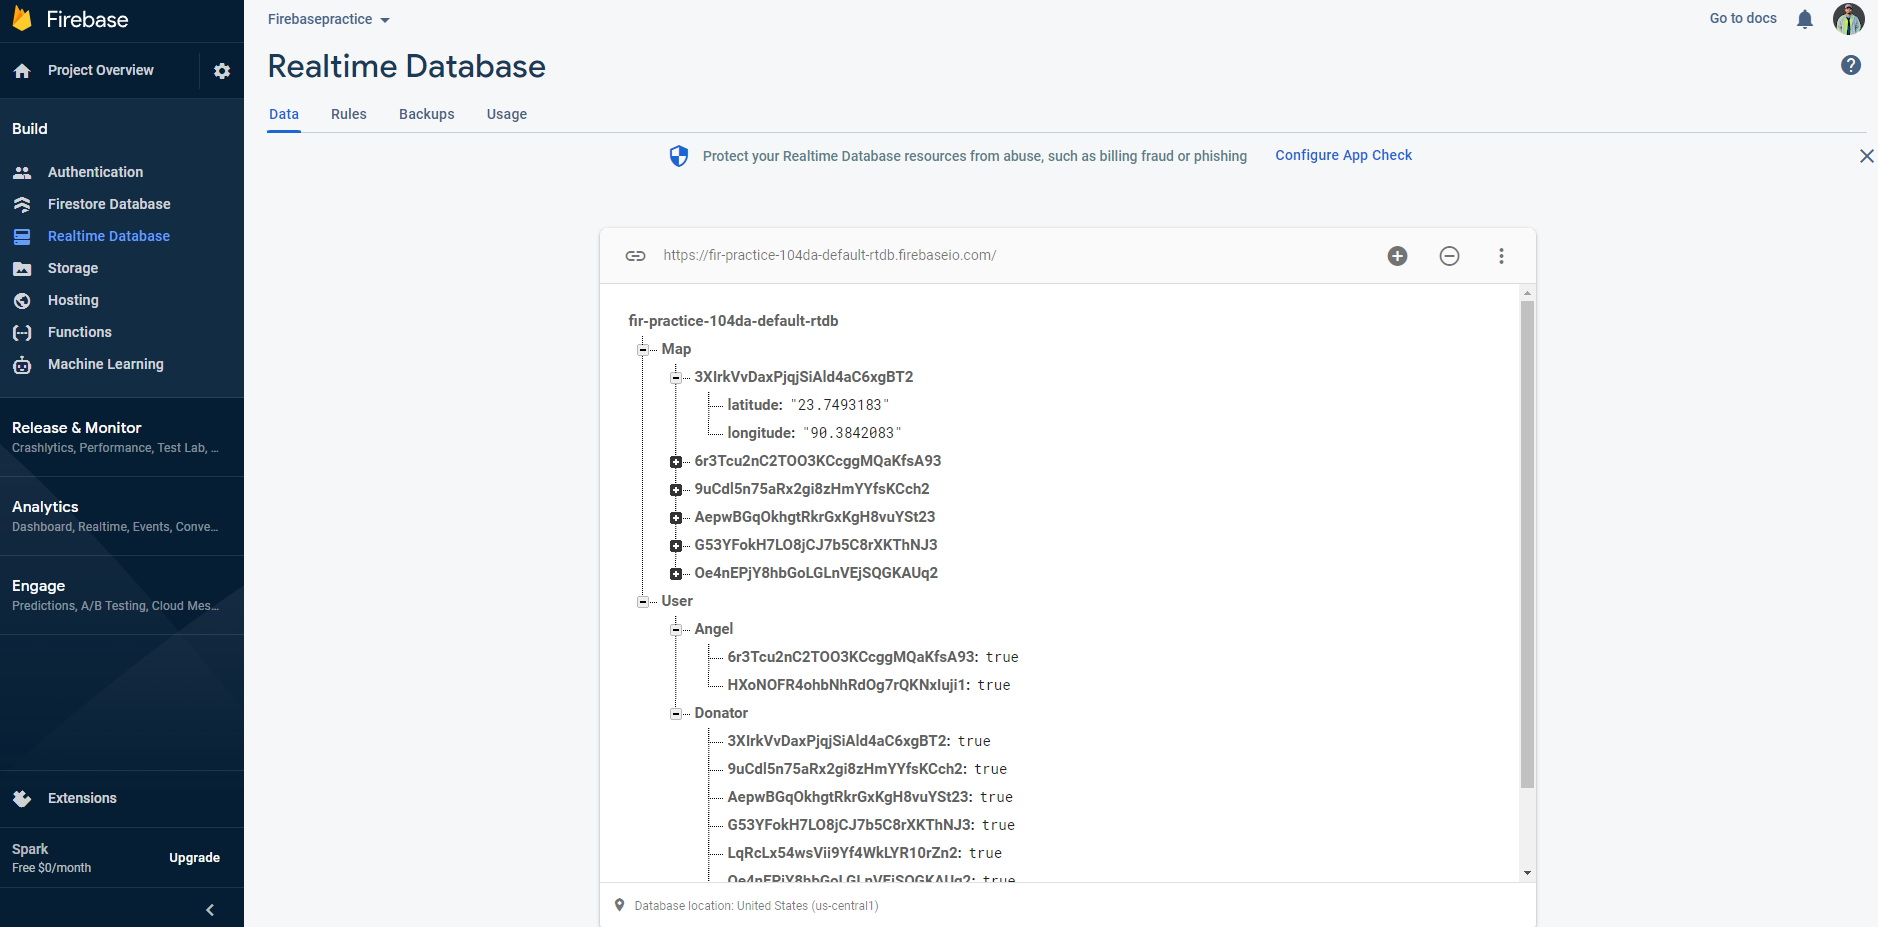 Firebase
Project Overview
Build
Authentication
Firestore Database
Realtime Database
Storage
Hosting
Functions
Machine Learning
Release & Monitor
Crashlytics, Performance, Test Lab, ...
Analytics
Dashboard, Realtime, Events, Conve...
Engage
Predictions, A/B Testing, Cloud Mes...
Extensions
Spark
Free $0/month
Upgrade
Firebasepractice
Go to docs
Realtime Database
Data Rules Backups Usage
Protect your Realtime Database resources from abuse, such as billing fraud or phishing Configure App Check
https://fir-practice-104da-default-rtdb.firebaseio.com/
fir-practice-104da-default-rtdb
Map
3XIrkVvDaxPjqjSiAld4aC6xgBT2
latitude: "23.7493183"
longitude: "90.3842083"
6r3Tcu2nC2TOO3KCcggMQaKfsA93
9uCdl5n75aRx2gi8zHmYYfsKCch2
AepwBGqOkhgtRkrGxKgH8vuYSt23
G53YFokH7LO8jCJ7b5C8rXKThNJ3
Oe4nEPjY8hbGoLGLnVEjSQGKAUq2
User
Angel
6r3Tcu2nC2TOO3KCcggMQaKfsA93: true
HXoNOFR4ohbNhRdOg7rQKNxluji1: true
Donator
3XIrkVvDaxPjqjSiAld4aC6xgBT2: true
9uCdl5n75aRx2gi8zHmYYfsKCch2: true
AepwBGqOkhgtRkrGxKgH8vuYSt23: true
G53YFokH7LO8jCJ7b5C8rXKThNJ3: true
LqRcLx54wsVii9Yf4WkLYR10rZn2: true
Oe4nEPjY8hbGoLGLnVEjSQGKAUq2: true
Database location: United States (us-central1)